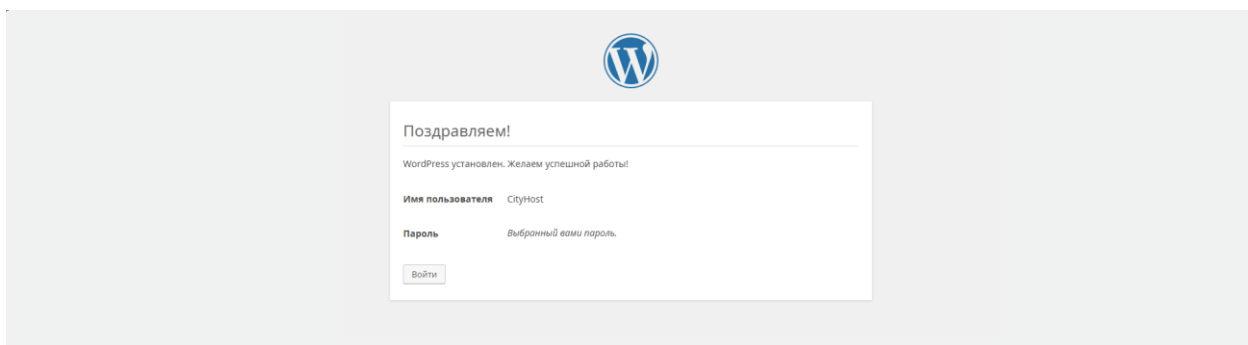 Поздравляем!
WordPress установлен. Желаем успешной работы!
Имя пользователя CityHost
Пароль Выбранный вами пароль.
Войти